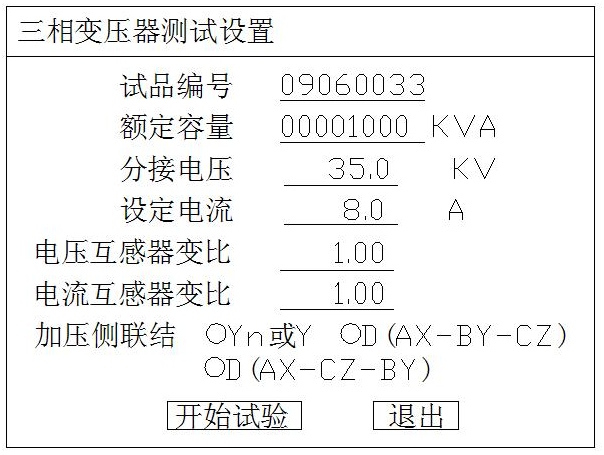 三相变压器测试设置
试品编号 09060033
额定容量 00001000 KVA
分接电压 35.0 KV
设定电流 8.0 A
电压互感器变比 1.00
电流互感器变比 1.00
加压侧联结 ○Yn或Y ○D(AX-BY-CZ)
○D(AX-CZ-BY)
开始试验 退出